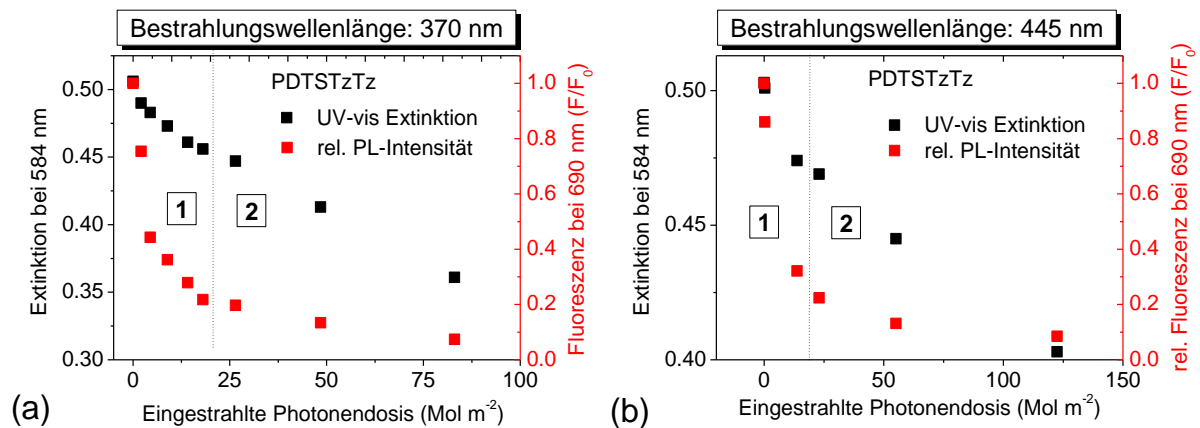 Bestrahlungswellenlänge: 370 nm
PDTSTzTz
UV-vis Extinktion
rel. PL-Intensität
1
2
0.50
0.45
0.40
0.35
0.30
Extinktion bei 584 nm
1.0
0.8
0.6
0.4
0.2
0.0
Fluoreszenz bei 690 nm (F/F₀)
0
25
50
75
100
Eingestrahlte Photonendosis (Mol m⁻²)
(a)
Bestrahlungswellenlänge: 445 nm
PDTSTzTz
UV-vis Extinktion
rel. PL-Intensität
1
2
0.50
0.45
0.40
Extinktion bei 584 nm
1.0
0.8
0.6
0.4
0.2
0.0
rel. Fluoreszenz bei 690 nm (F/F₀)
0
50
100
150
Eingestrahlte Photonendosis (Mol m⁻²)
(b)